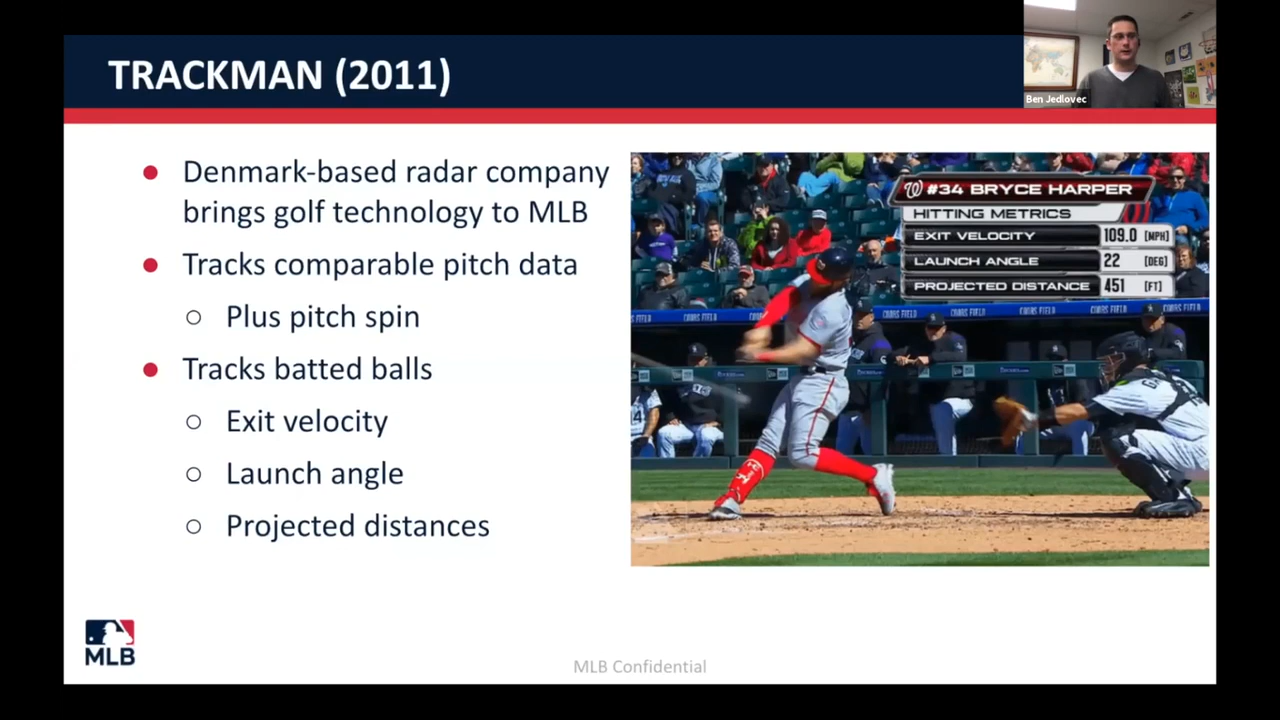 TRACKMAN (2011)
Ben Jedlovec
● Denmark-based radar company
brings golf technology to MLB
● Tracks comparable pitch data
○ Plus pitch spin
● Tracks batted balls
○ Exit velocity
○ Launch angle
○ Projected distances
W #34 BRYCE HARPER
HITTING METRICS
EXIT VELOCITY 109.0 [MPH]
LAUNCH ANGLE 22 [DEG]
PROJECTED DISTANCE 451 [FT]
COORS FIELD
MLB
MLB Confidential